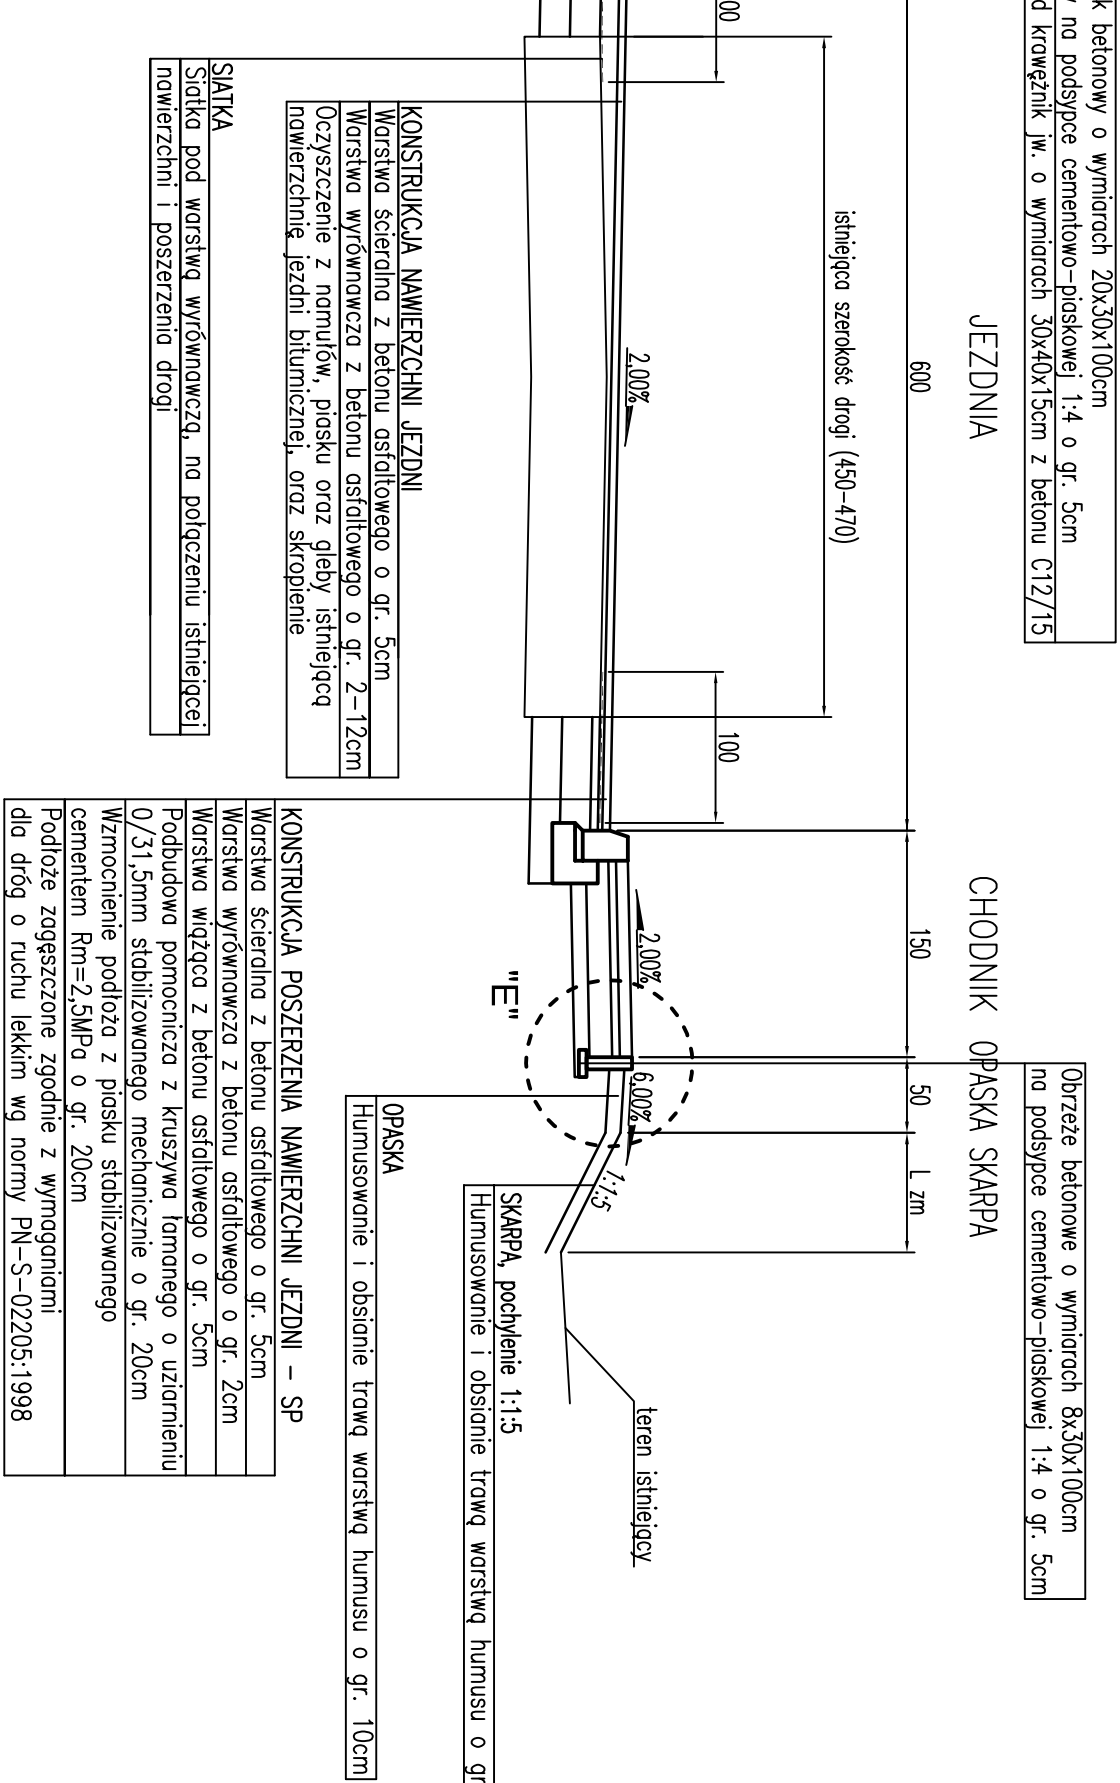 k betonowy o wymiarach 20x30x100cm
na podsypce cementowo-piaskowej 1:4 o gr. 5cm
d krawężnik jw. o wymiarach 30x40x15cm z betonu C12/15
Obrzeże betonowe o wymiarach 8x30x100cm
na podsypce cementowo-piaskowej 1:4 o gr. 5cm
JEZDNIA
CHODNIK
OPASKA
SKARPA
600
150
50
L zm
istniejąca szerokość drogi (450-470)
00
100
2,00%
2,00%
6,00%
1:1:5
teren istniejący
"E"
SKARPA, pochylenie 1:1:5
Humusowanie i obsianie trawą warstwą humusu o gr
OPASKA
Humusowanie i obsianie trawą warstwą humusu o gr. 10cm
KONSTRUKCJA NAWIERZCHNI JEZDNI
Warstwa ścieralna z betonu asfaltowego o gr. 5cm
Warstwa wyrównawcza z betonu asfaltowego o gr. 2-12cm
Oczyszczenie z namułów, piasku oraz gleby istniejącą
nawierzchnię jezdni bitumicznej, oraz skropienie
SIATKA
Siatka pod warstwą wyrównawczą, na połączeniu istniejącej
nawierzchni i poszerzenia drogi
KONSTRUKCJA POSZERZENIA NAWIERZCHNI JEZDNI - SP
Warstwa ścieralna z betonu asfaltowego o gr. 5cm
Warstwa wyrównawcza z betonu asfaltowego o gr. 2cm
Warstwa wiążąca z betonu asfaltowego o gr. 5cm
Podbudowa pomocnicza z kruszywa łamanego o uziarnieniu
0/31,5mm stabilizowanego mechanicznie o gr. 20cm
Wzmocnienie podłoża z piasku stabilizowanego
cementem Rm=2,5MPa o gr. 20cm
Podłoże zagęszczone zgodnie z wymaganiami
dla dróg o ruchu lekkim wg normy PN-S-02205:1998